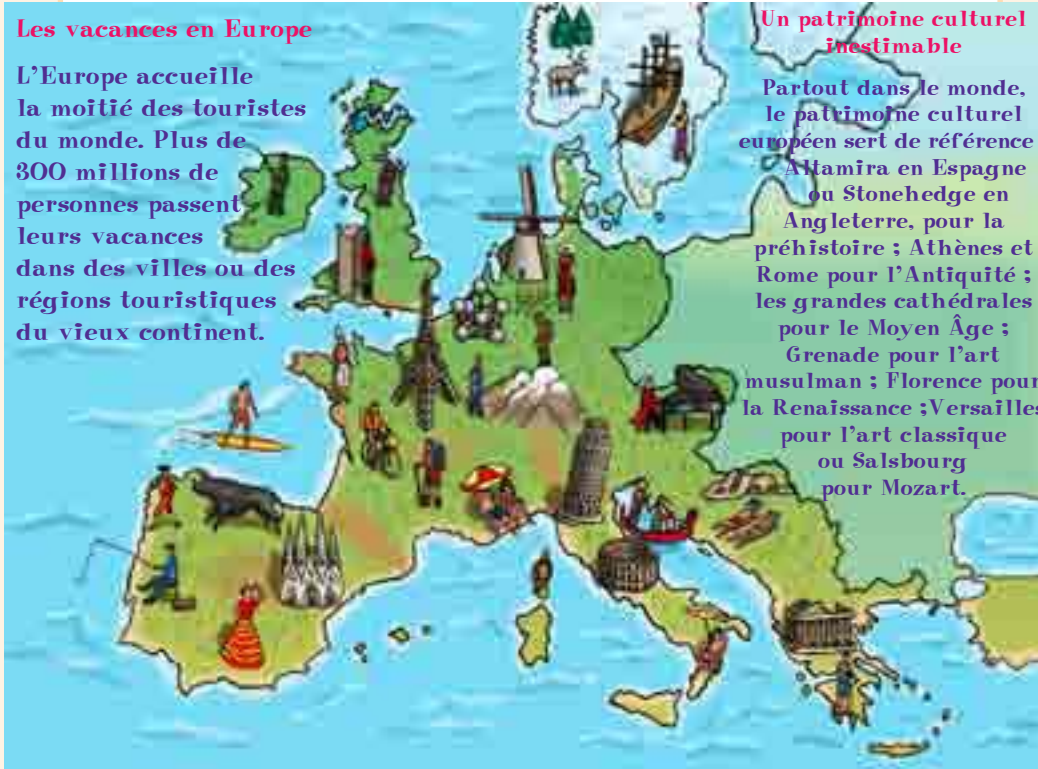 Les vacances en Europe
L'Europe accueille
la moitié des touristes
du monde. Plus de
300 millions de
personnes passent
leurs vacances
dans des villes ou des
régions touristiques
du vieux continent.
Un patrimoine culturel
inestimable
Partout dans le monde,
le patrimoine culturel
européen sert de référence
Altamira en Espagne
ou Stonehedge en
Angleterre, pour la
préhistoire ; Athènes et
Rome pour l'Antiquité ;
les grandes cathédrales
pour le Moyen Âge ;
Grenade pour l'art
musulman ; Florence pour
la Renaissance ;Versailles
pour l'art classique
ou Salsbourg
pour Mozart.